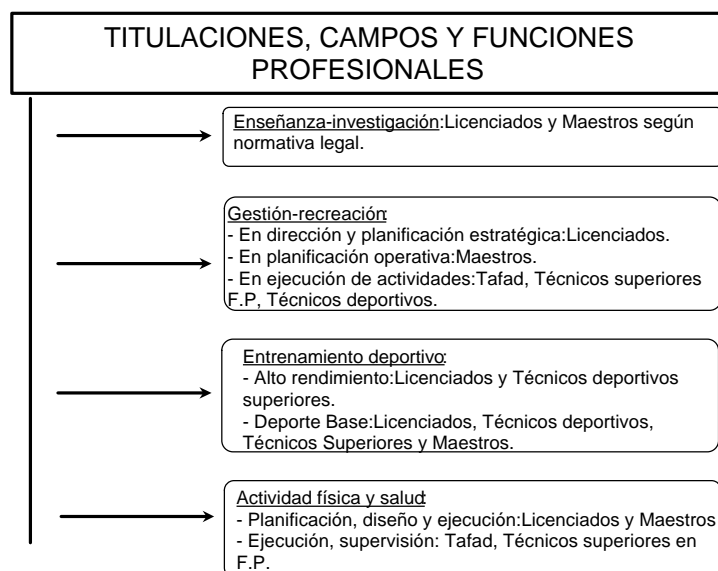 TITULACIONES, CAMPOS Y FUNCIONES
PROFESIONALES
Enseñanza-investigación:Licenciados y Maestros según
normativa legal.
Gestión-recreación:
- En dirección y planificación estratégica:Licenciados.
- En planificación operativa:Maestros.
- En ejecución de actividades:Tafad, Técnicos superiores
F.P, Técnicos deportivos.
Entrenamiento deportivo:
- Alto rendimiento:Licenciados y Técnicos deportivos
superiores.
- Deporte Base:Licenciados, Técnicos deportivos,
Técnicos Superiores y Maestros.
Actividad física y salud:
- Planificación, diseño y ejecución:Licenciados y Maestros
- Ejecución, supervisión: Tafad, Técnicos superiores en
F.P.